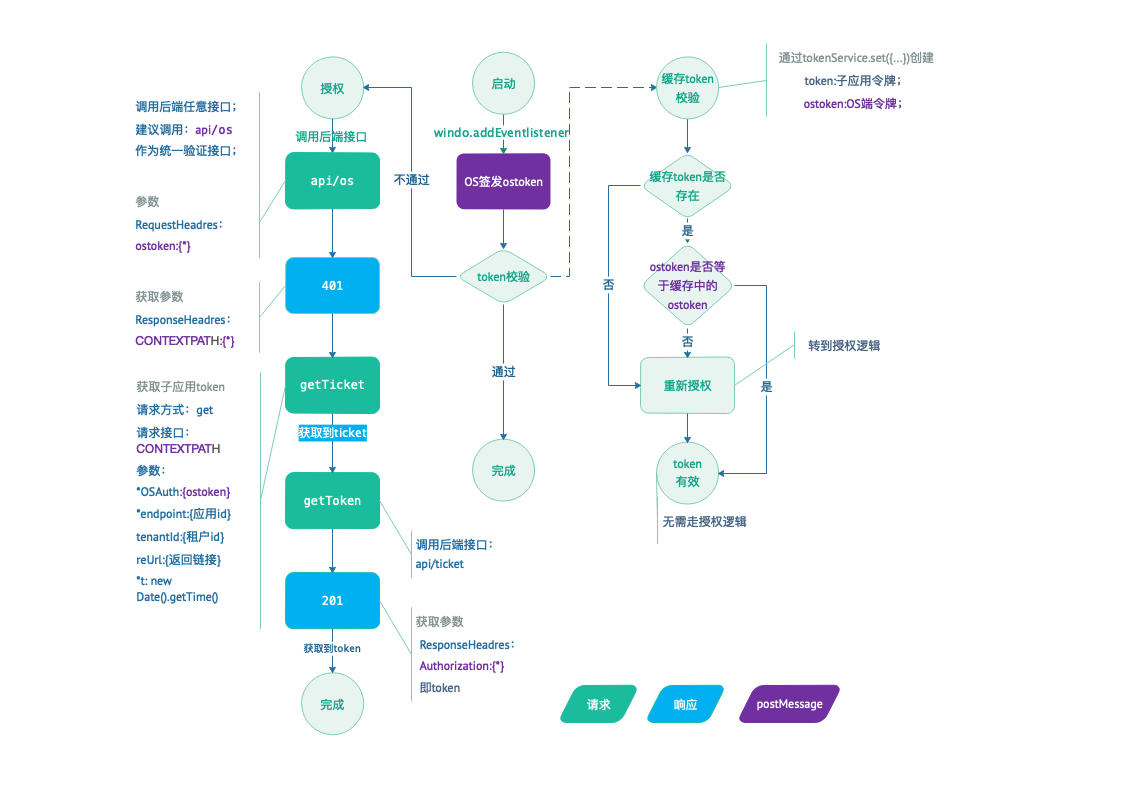 授权
调用后端接口
api/os
401
getTicket
获取到ticket
getToken
201
获取到token
完成
调用后端任意接口；
建议调用：api/os
作为统一验证接口；
参数
RequestHeadres：
ostoken:{*}
获取参数
ResponseHeadres：
CONTEXTPATH:{*}
获取子应用token
请求方式：get
请求接口：
CONTEXTPATH
参数：
*OSAuth:{ostoken}
*endpoint:{应用id}
tenantId:{租户id}
reUrl:{返回链接}
*t: new
Date().getTime()
调用后端接口：
api/ticket
获取参数
ResponseHeadres：
Authorization:{*}
即token
启动
windo.addEventlistener
OS签发ostoken
token校验
不通过
通过
完成
缓存token
校验
通过tokenService.set({...})创建
token:子应用令牌；
ostoken:OS端令牌；
缓存token是否
存在
是
否
ostoken是否等
于缓存中的
ostoken
否
是
重新授权
转到授权逻辑
token
有效
无需走授权逻辑
请求
响应
postMessage